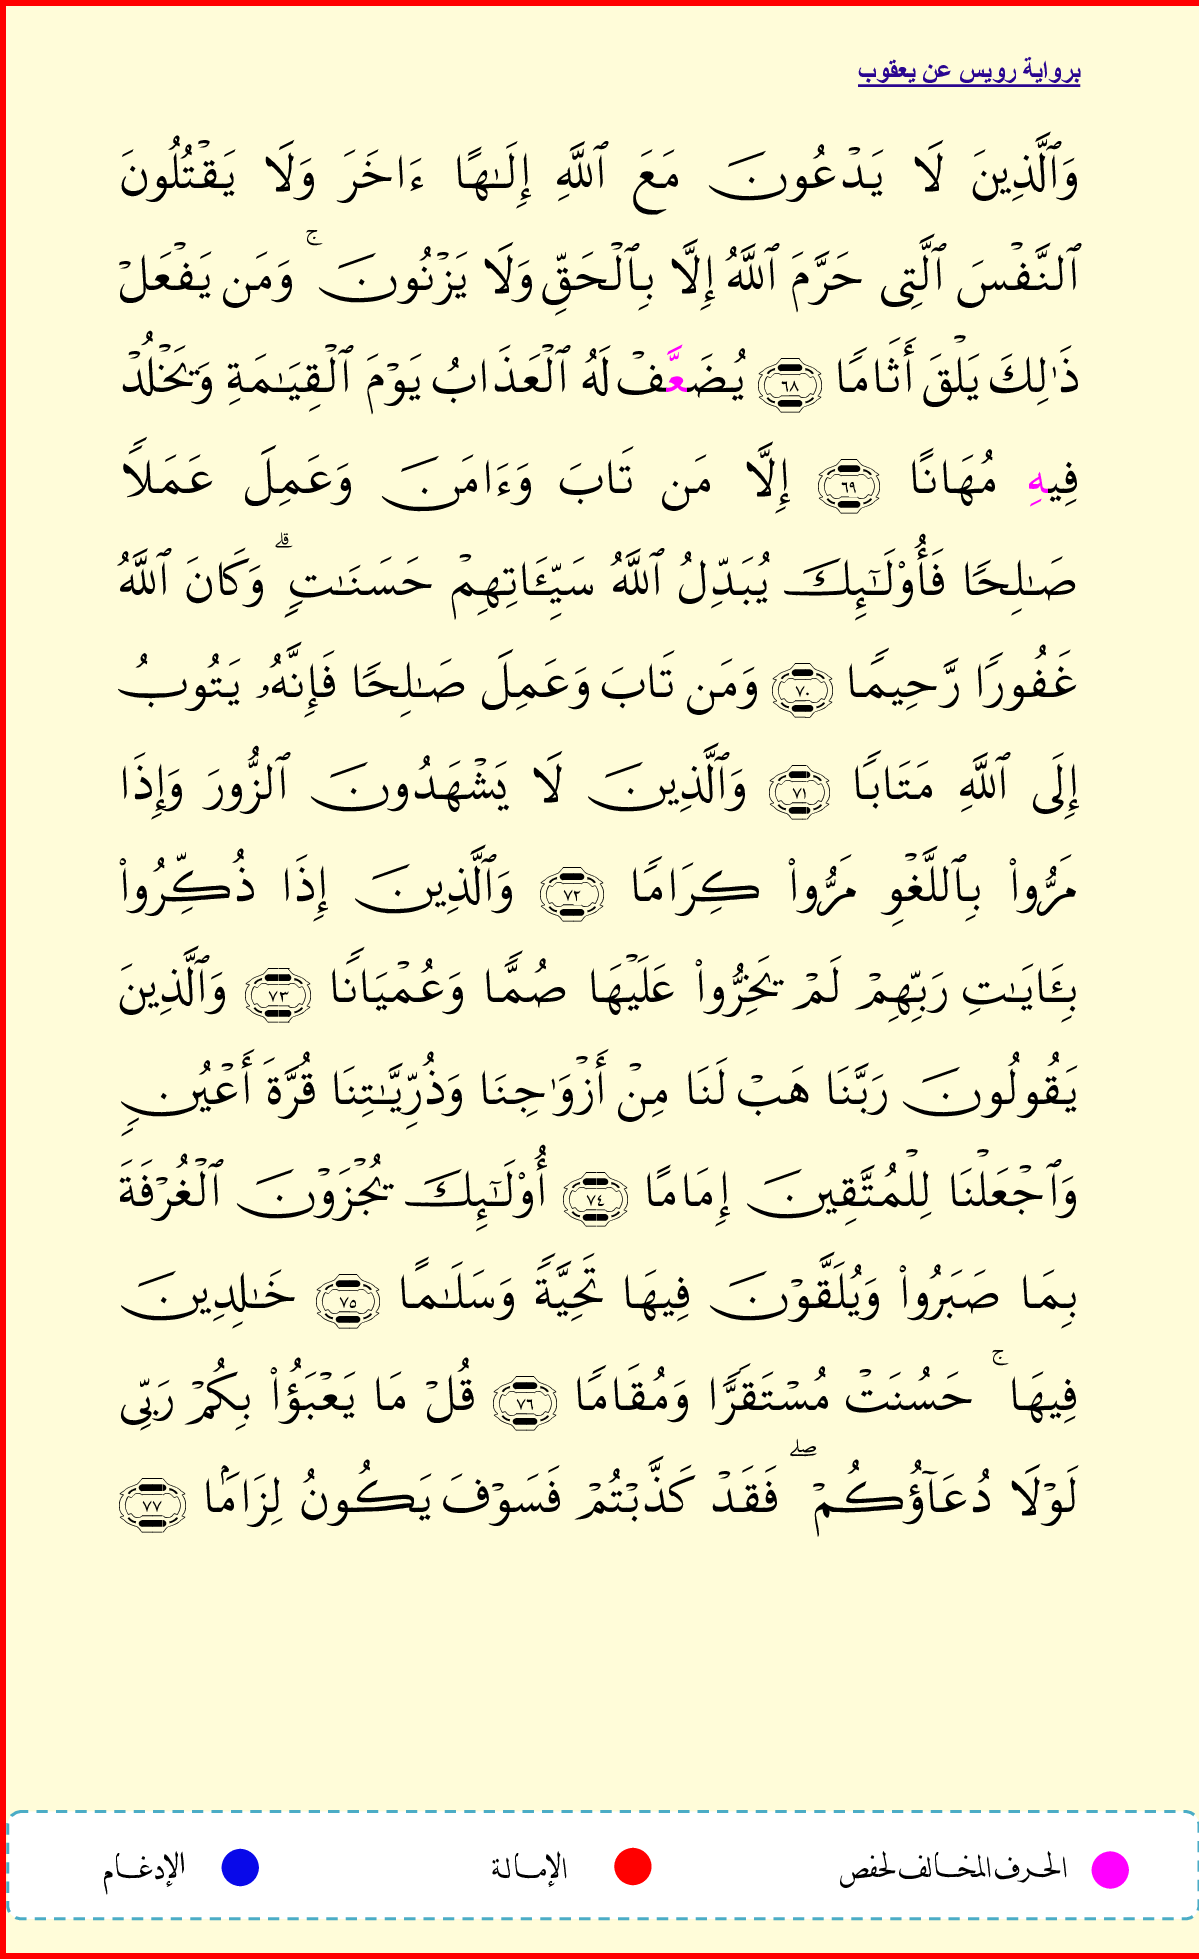 برواية رويس عن يعقوب
وَٱلَّذِينَ لَا يَدۡعُونَ مَعَ ٱللَّهِ إِلَـٰهًا ءَاخَرَ وَلَا يَقۡتُلُونَ
ٱلنَّفۡسَ ٱلَّتِى حَرَّمَ ٱللَّهُ إِلَّا بِٱلۡحَقِّ وَلَا يَزۡنُونَ ۚ وَمَن يَفۡعَلۡ
ذَٰلِكَ يَلۡقَ أَثَامًا ٦٨ يُضَعَّفۡ لَهُ ٱلۡعَذَابُ يَوۡمَ ٱلۡقِيَـٰمَةِ وَيَخۡلُدۡ
فِيهِ مُهَانًا ٦٩ إِلَّا مَن تَابَ وَءَامَنَ وَعَمِلَ عَمَلًا
صَـٰلِحًا فَأُو۟لَـٰٓئِكَ يُبَدِّلُ ٱللَّهُ سَيِّـَٔاتِهِمۡ حَسَنَـٰتٍ ۗ وَكَانَ ٱللَّهُ
غَفُورًا رَّحِيمًا ٧٠ وَمَن تَابَ وَعَمِلَ صَـٰلِحًا فَإِنَّهُۥ يَتُوبُ
إِلَى ٱللَّهِ مَتَابًا ٧١ وَٱلَّذِينَ لَا يَشۡهَدُونَ ٱلزُّورَ وَإِذَا
مَرُّوا۟ بِٱللَّغۡوِ مَرُّوا۟ كِرَامًا ٧٢ وَٱلَّذِينَ إِذَا ذُكِّرُوا۟
بِـَٔايَـٰتِ رَبِّهِمۡ لَمۡ يَخِرُّوا۟ عَلَيۡهَا صُمًّا وَعُمۡيَانًا ٧٣ وَٱلَّذِينَ
يَقُولُونَ رَبَّنَا هَبۡ لَنَا مِنۡ أَزۡوَٰجِنَا وَذُرِّيَّـٰتِنَا قُرَّةَ أَعۡيُنٍ
وَٱجۡعَلۡنَا لِلۡمُتَّقِينَ إِمَامًا ٧٤ أُو۟لَـٰٓئِكَ يُجۡزَوۡنَ ٱلۡغُرۡفَةَ
بِمَا صَبَرُوا۟ وَيُلَقَّوۡنَ فِيهَا تَحِيَّةً وَسَلَـٰمًا ٧٥ خَـٰلِدِينَ
فِيهَا ۚ حَسُنَتۡ مُسۡتَقَرًّا وَمُقَامًا ٧٦ قُلۡ مَا يَعۡبَؤُا۟ بِكُمۡ رَبِّى
لَوۡلَا دُعَآؤُكُمۡ ۖ فَقَدۡ كَذَّبۡتُمۡ فَسَوۡفَ يَكُونُ لِزَامَۢا ٧٧
الحرف المخالف لحفص الإمالة الإدغام